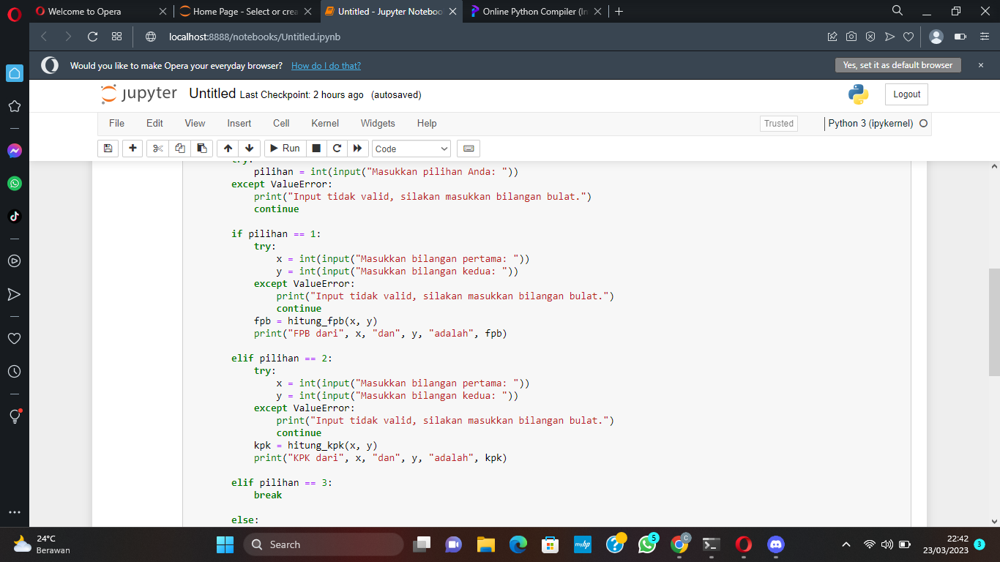 Welcome to Opera
Home Page - Select or crea
Untitled - Jupyter Noteboo
Online Python Compiler (In
localhost:8888/notebooks/Untitled.ipynb
Would you like to make Opera your everyday browser? How do I do that?
Yes, set it as default browser
jupyter Untitled Last Checkpoint: 2 hours ago (autosaved)
Logout
File Edit View Insert Cell Kernel Widgets Help
Trusted
Python 3 (ipykernel)
Run
Code
try:
pilihan = int(input("Masukkan pilihan Anda: "))
except ValueError:
print("Input tidak valid, silakan masukkan bilangan bulat.")
continue
if pilihan == 1:
try:
x = int(input("Masukkan bilangan pertama: "))
y = int(input("Masukkan bilangan kedua: "))
except ValueError:
print("Input tidak valid, silakan masukkan bilangan bulat.")
continue
fpb = hitung_fpb(x, y)
print("FPB dari", x, "dan", y, "adalah", fpb)
elif pilihan == 2:
try:
x = int(input("Masukkan bilangan pertama: "))
y = int(input("Masukkan bilangan kedua: "))
except ValueError:
print("Input tidak valid, silakan masukkan bilangan bulat.")
continue
kpk = hitung_kpk(x, y)
print("KPK dari", x, "dan", y, "adalah", kpk)
elif pilihan == 3:
break
else:
24°C
Berawan
Search
myhp
5
C
22:42
23/03/2023
3